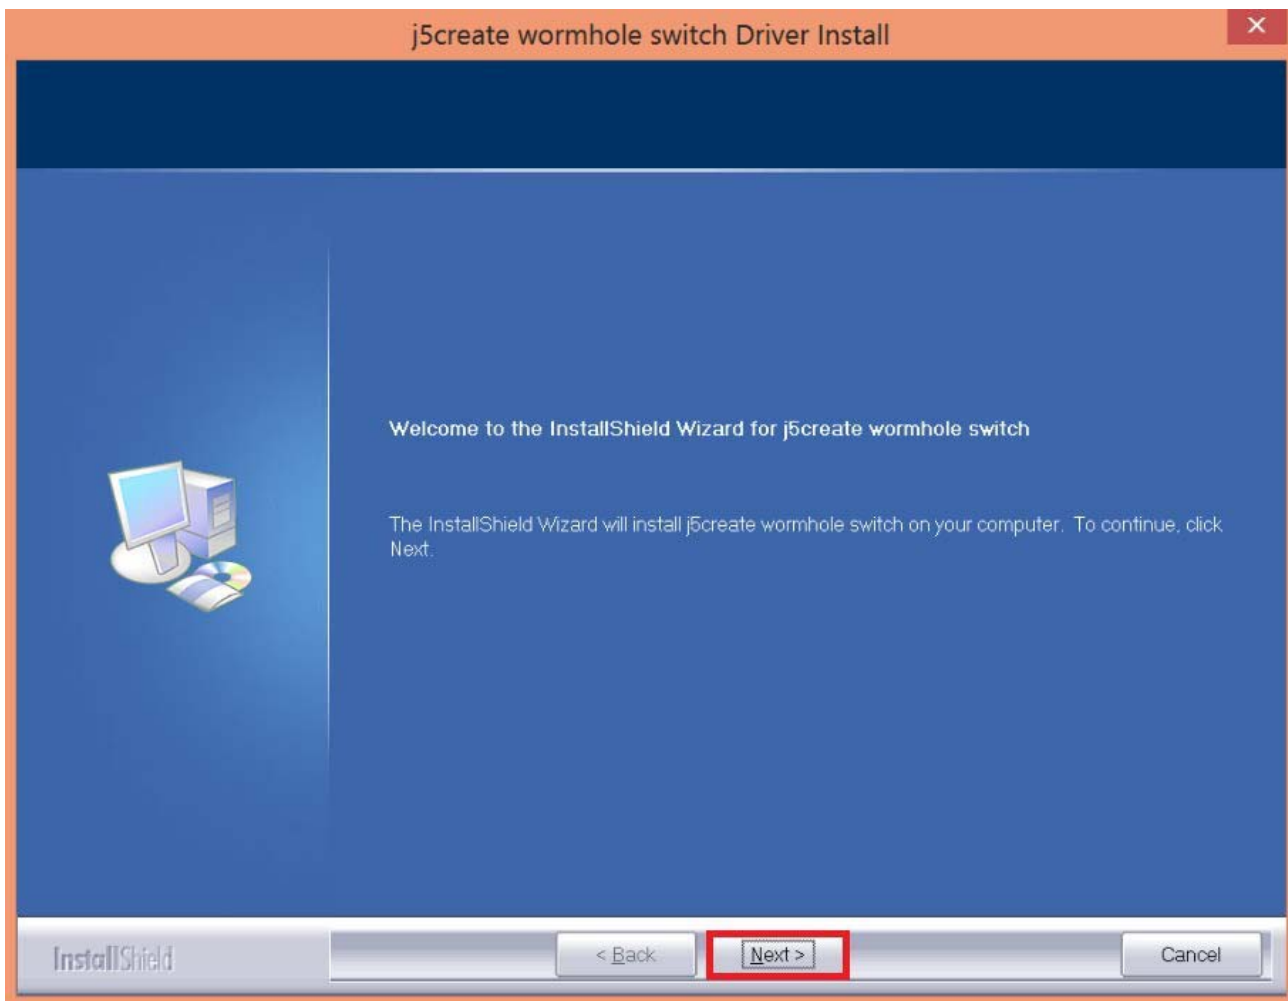 j5create wormhole switch Driver Install
Welcome to the InstallShield Wizard for j5create wormhole switch
The InstallShield Wizard will install j5create wormhole switch on your computer. To continue, click
Next.
InstallShield
< Back
Next >
Cancel